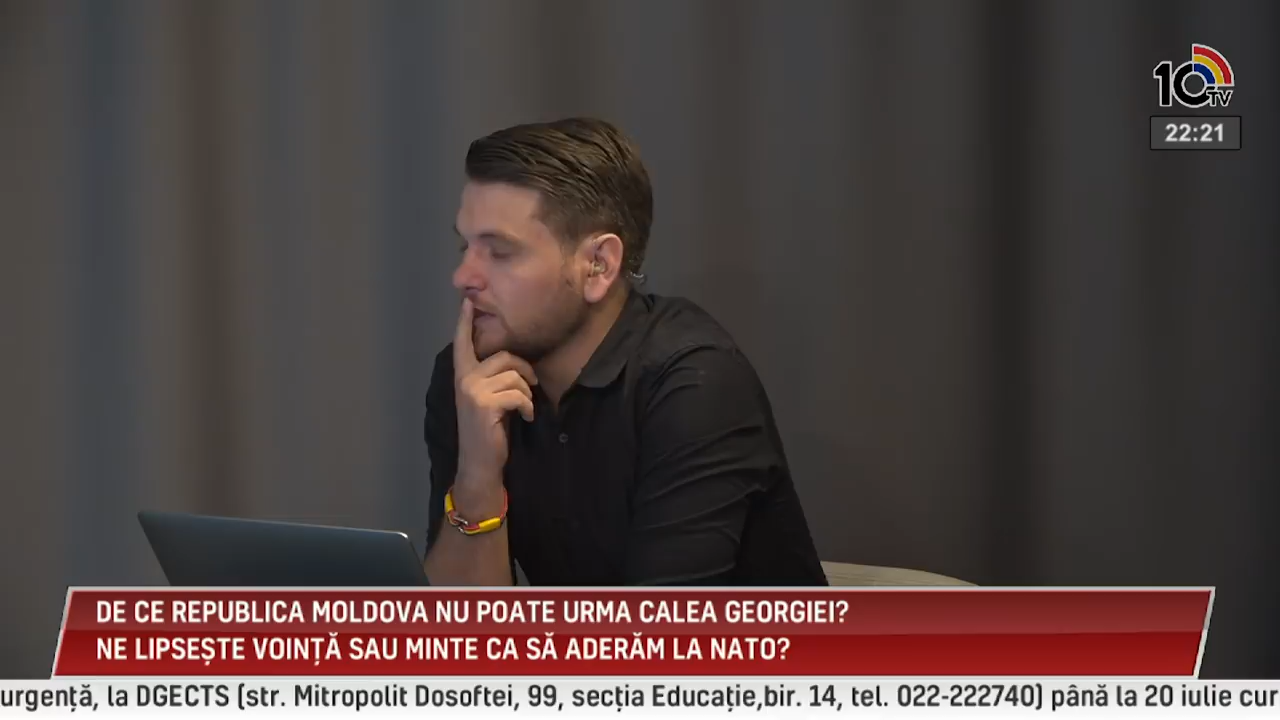 10TV
22:21
DE CE REPUBLICA MOLDOVA NU POATE URMA CALEA GEORGIEI?
NE LIPSEȘTE VOINȚĂ SAU MINTE CA SĂ ADERĂM LA NATO?
urgență, la DGECTS (str. Mitropolit Dosoftei, 99, secția Educație,bir. 14, tel. 022-222740) până la 20 iulie cur